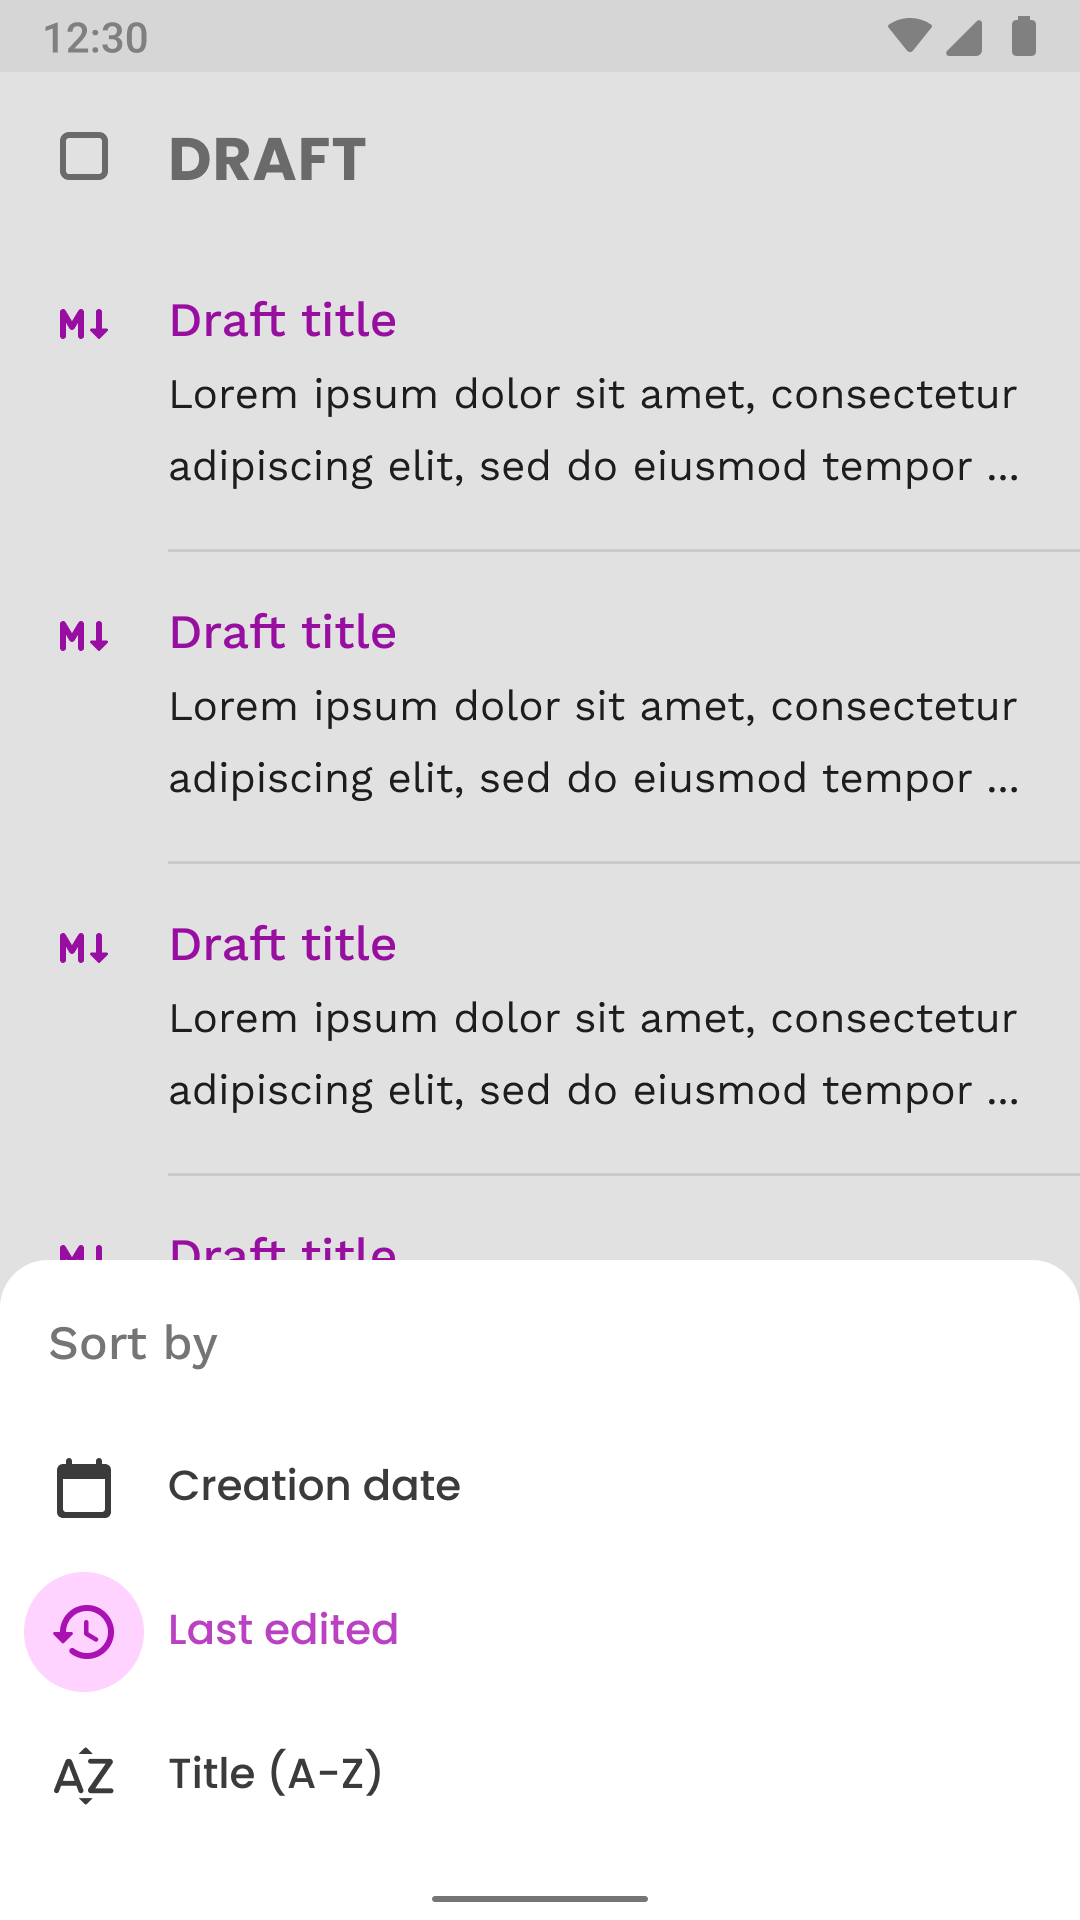 12:30
DRAFT
M Draft title
Lorem ipsum dolor sit amet, consectetur
adipiscing elit, sed do eiusmod tempor ...
M Draft title
Lorem ipsum dolor sit amet, consectetur
adipiscing elit, sed do eiusmod tempor ...
M Draft title
Lorem ipsum dolor sit amet, consectetur
adipiscing elit, sed do eiusmod tempor ...
M Draft title
Sort by
Creation date
Last edited
AZ Title (A-Z)